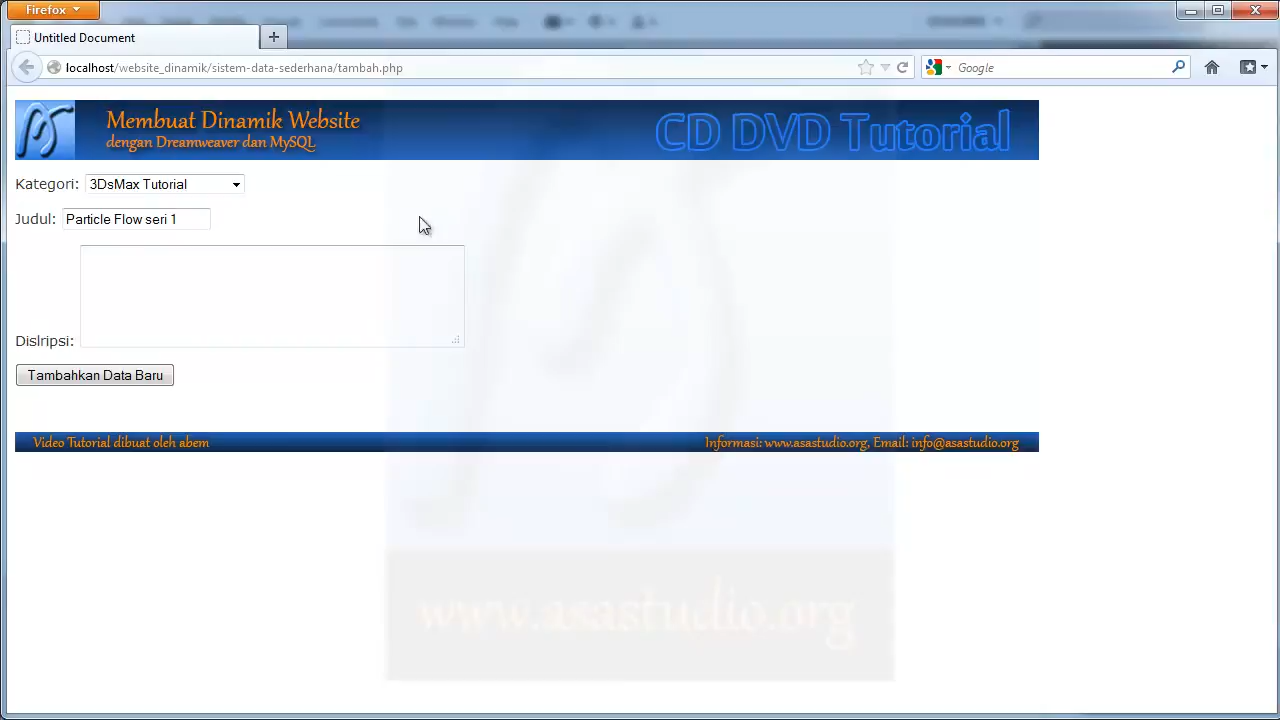 Firefox
Untitled Document
localhost/website_dinamik/sistem-data-sederhana/tambah.php
Google
Membuat Dinamik Website
dengan Dreamweaver dan MySQL
CD DVD Tutorial
Kategori: 3DsMax Tutorial
Judul: Particle Flow seri 1
Dislripsi:
Tambahkan Data Baru
Video Tutorial dibuat oleh abem
Informasi: www.asastudio.org, Email: info@asastudio.org
www.asastudio.org